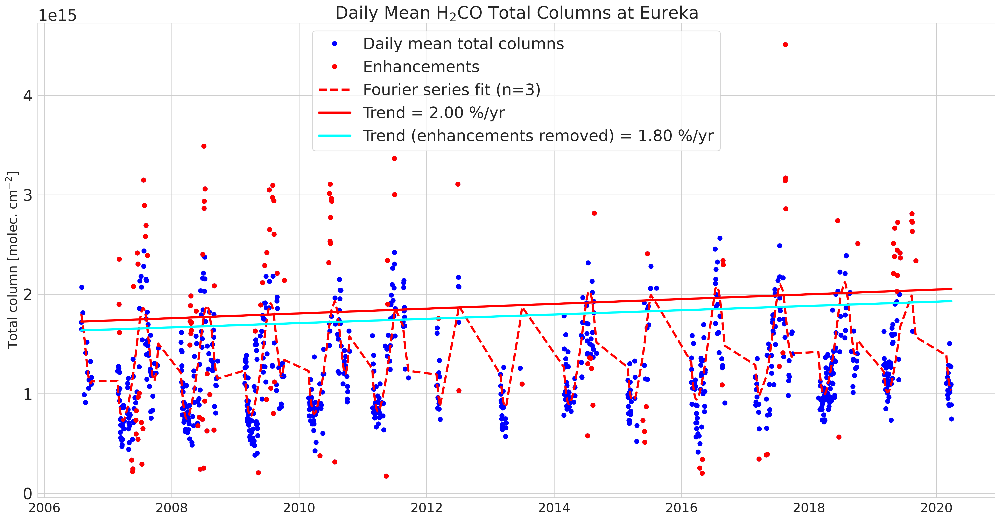 Daily Mean H₂CO Total Columns at Eureka
1e15
Daily mean total columns
Enhancements
Fourier series fit (n=3)
Trend = 2.00 %/yr
Trend (enhancements removed) = 1.80 %/yr
Total column [molec. cm⁻²]
4
3
2
1
0
2006 2008 2010 2012 2014 2016 2018 2020